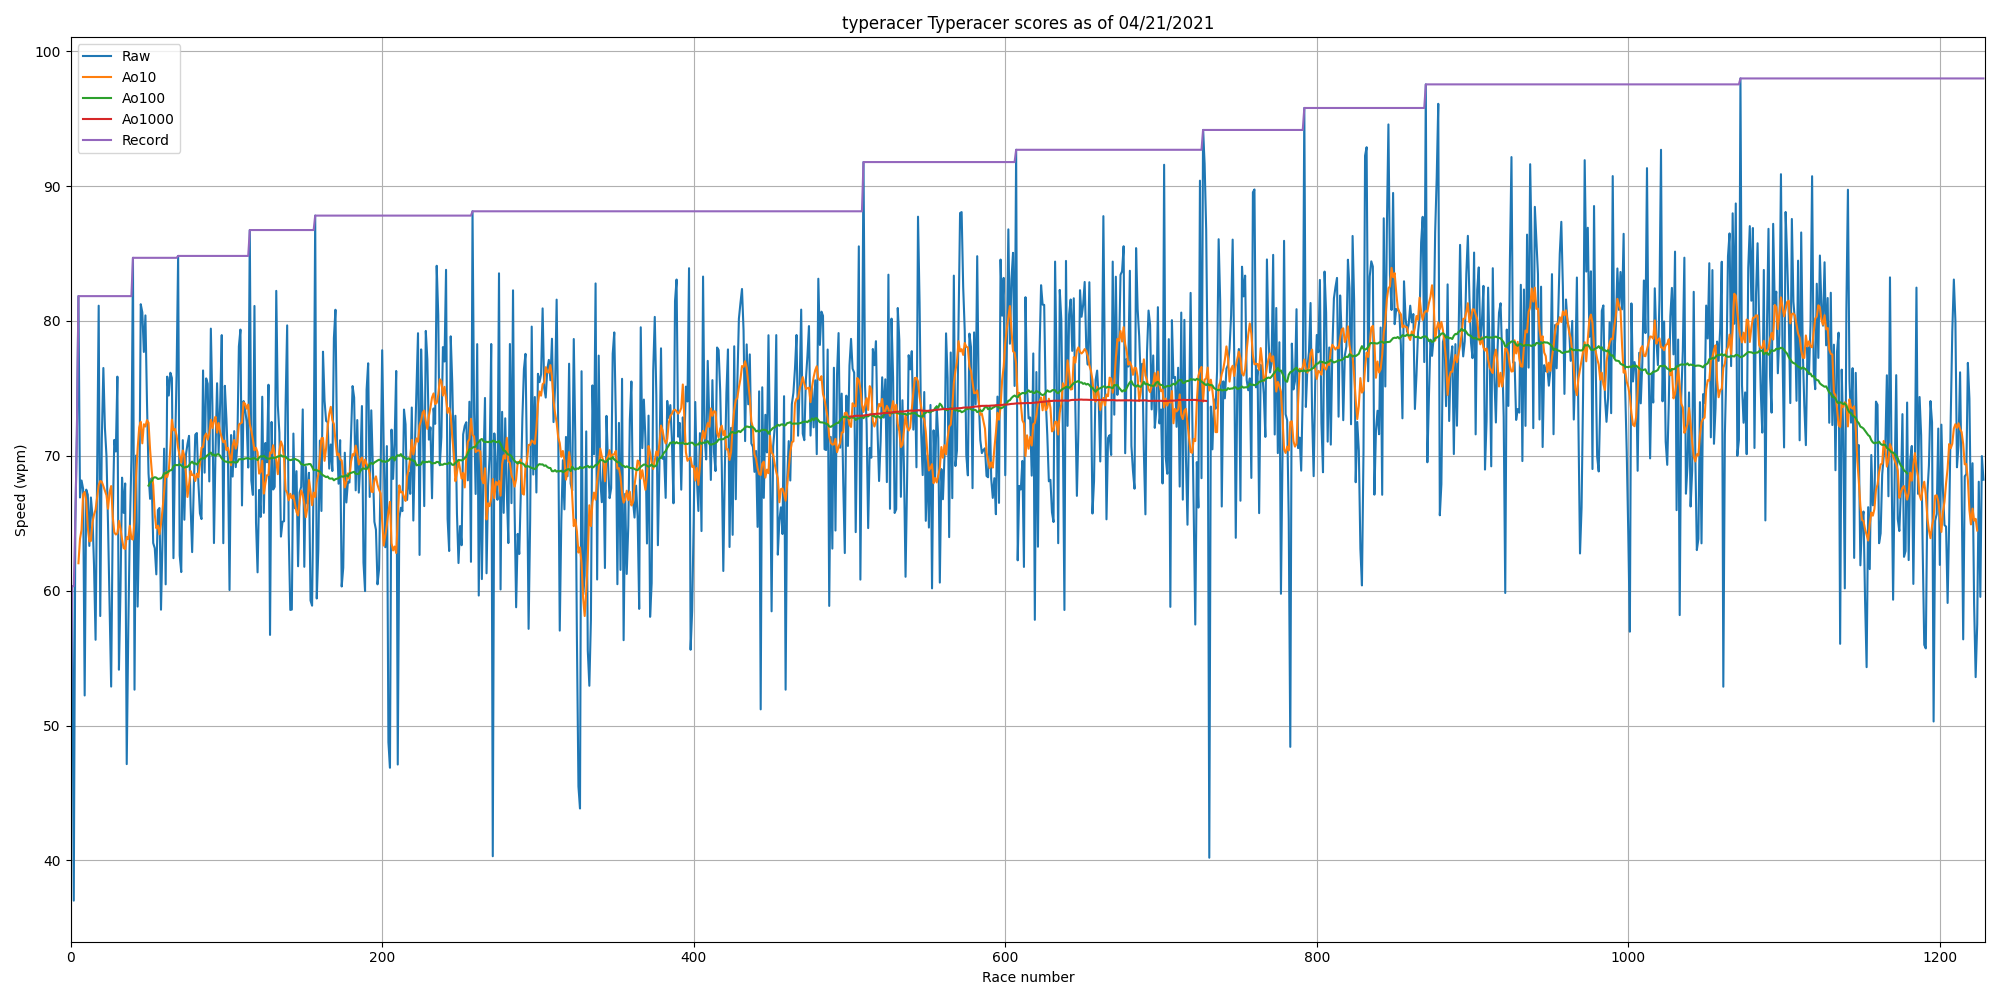 typeracer Typeracer scores as of 04/21/2021
Raw
Ao10
Ao100
Ao1000
Record
100
90
80
70
60
50
40
Speed (wpm)
0 200 400 600 800 1000 1200
Race number